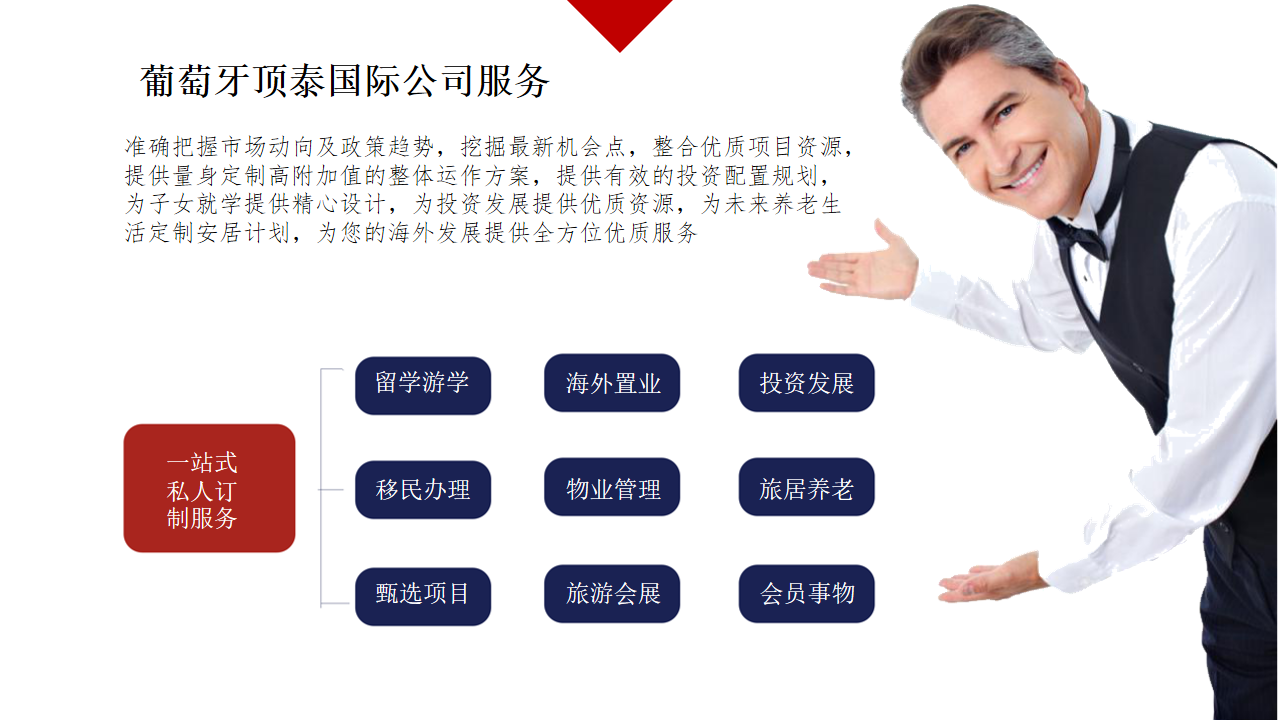 葡萄牙顶泰国际公司服务
准确把握市场动向及政策趋势，挖掘最新机会点，整合优质项目资源，
提供量身定制高附加值的整体运作方案，提供有效的投资配置规划，
为子女就学提供精心设计，为投资发展提供优质资源，为未来养老生
活定制安居计划，为您的海外发展提供全方位优质服务
一站式
私人订
制服务
留学游学
海外置业
投资发展
移民办理
物业管理
旅居养老
甄选项目
旅游会展
会员事物